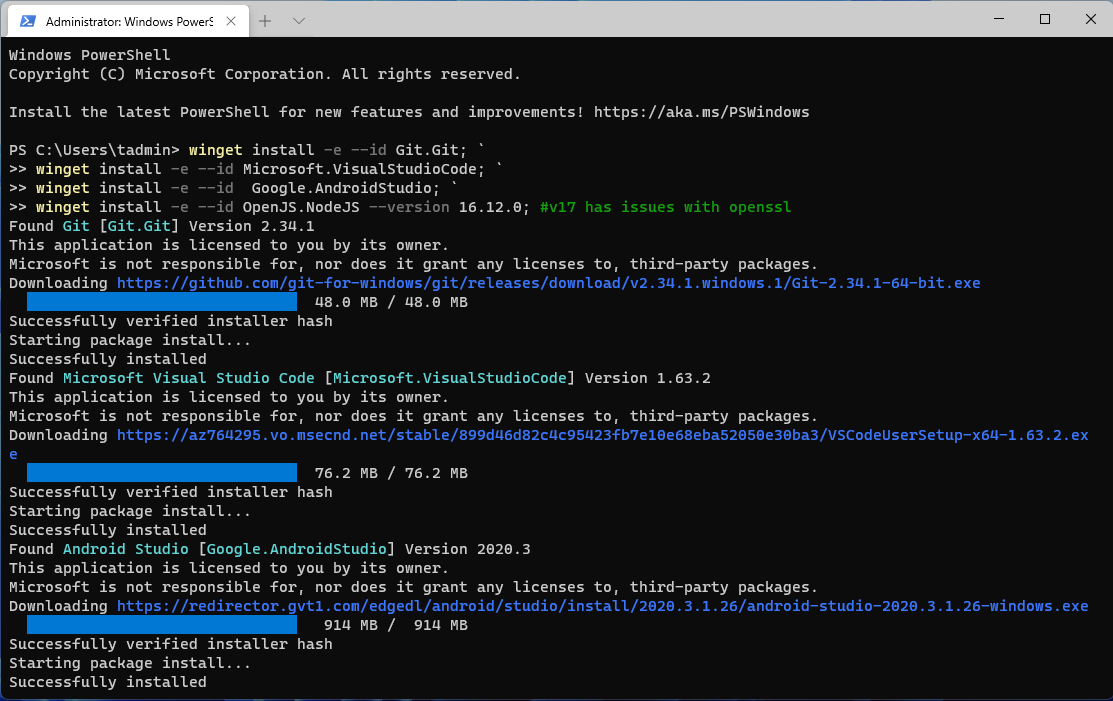 Administrator: Windows PowerS
Windows PowerShell
Copyright (C) Microsoft Corporation. All rights reserved.
Install the latest PowerShell for new features and improvements! https://aka.ms/PSWindows
PS C:\Users\tadmin> winget install -e --id Git.Git; `
>> winget install -e --id Microsoft.VisualStudioCode; `
>> winget install -e --id  Google.AndroidStudio; `
>> winget install -e --id OpenJS.NodeJS --version 16.12.0; #v17 has issues with openssl
Found Git [Git.Git] Version 2.34.1
This application is licensed to you by its owner.
Microsoft is not responsible for, nor does it grant any licenses to, third-party packages.
Downloading https://github.com/git-for-windows/git/releases/download/v2.34.1.windows.1/Git-2.34.1-64-bit.exe
48.0 MB / 48.0 MB
Successfully verified installer hash
Starting package install...
Successfully installed
Found Microsoft Visual Studio Code [Microsoft.VisualStudioCode] Version 1.63.2
This application is licensed to you by its owner.
Microsoft is not responsible for, nor does it grant any licenses to, third-party packages.
Downloading https://az764295.vo.msecnd.net/stable/899d46d82c4c95423fb7e10e68eba52050e30ba3/VSCodeUserSetup-x64-1.63.2.ex
e
76.2 MB / 76.2 MB
Successfully verified installer hash
Starting package install...
Successfully installed
Found Android Studio [Google.AndroidStudio] Version 2020.3
This application is licensed to you by its owner.
Microsoft is not responsible for, nor does it grant any licenses to, third-party packages.
Downloading https://redirector.gvt1.com/edgedl/android/studio/install/2020.3.1.26/android-studio-2020.3.1.26-windows.exe
914 MB /  914 MB
Successfully verified installer hash
Starting package install...
Successfully installed